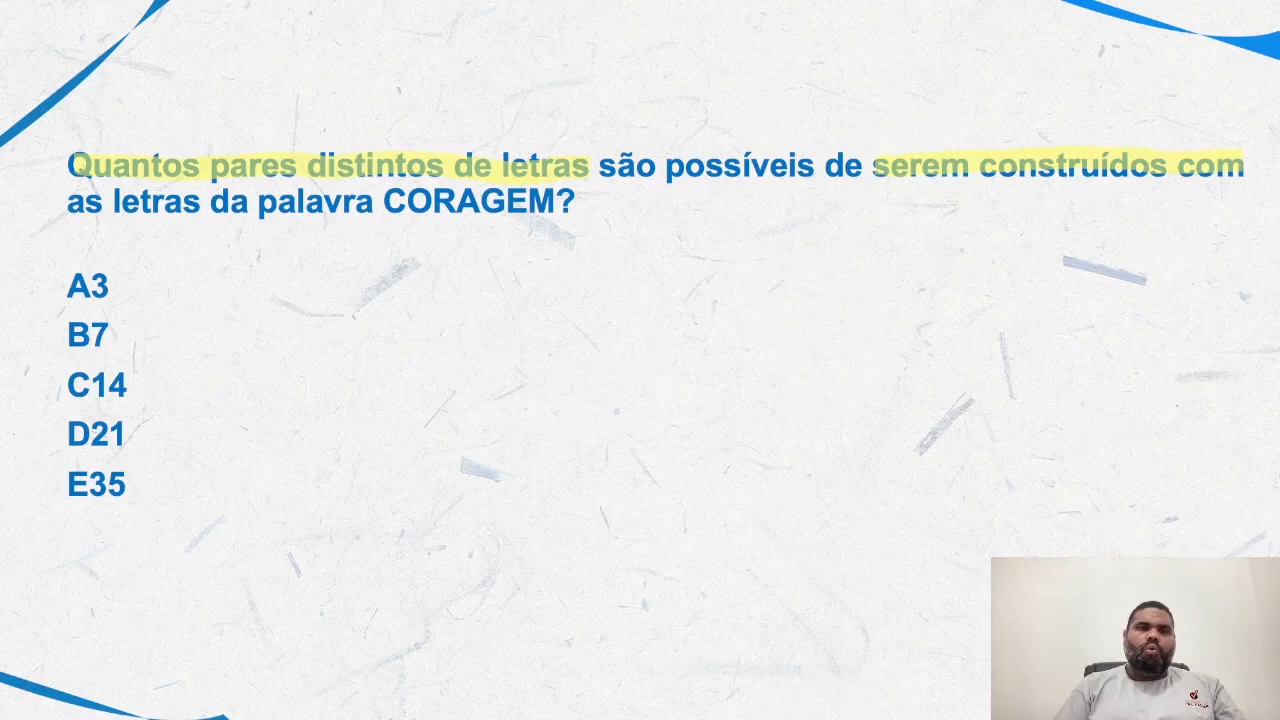 Quantos pares distintos de letras são possíveis de serem construídos com
as letras da palavra CORAGEM?
A3
B7
C14
D21
E35